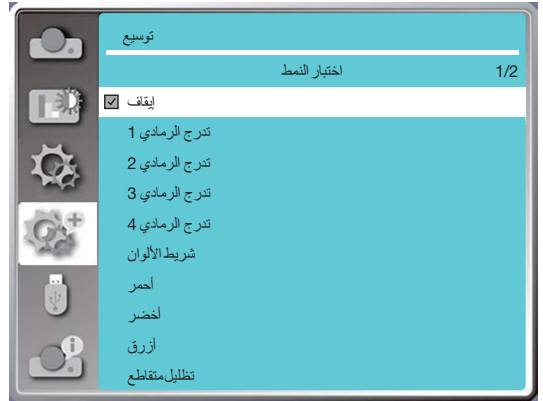 توسيع
اختبار النمط 1/2
إيقاف
تدرج الرمادي 1
تدرج الرمادي 2
تدرج الرمادي 3
تدرج الرمادي 4
شريط الألوان
أحمر
أخضر
أزرق
تظليل متقاطع